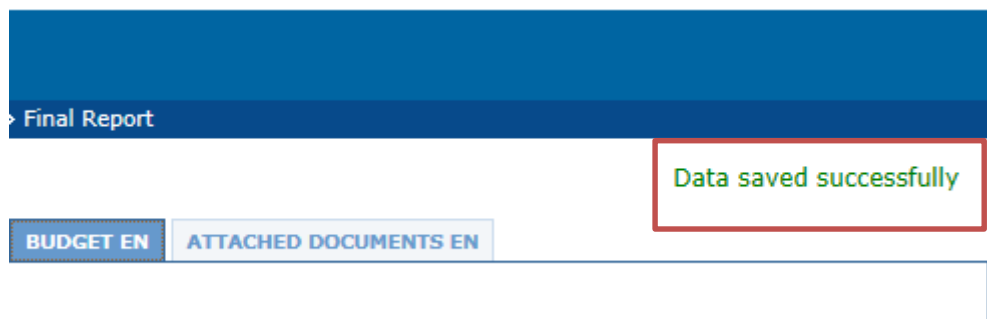 > Final Report
Data saved successfully
BUDGET EN
ATTACHED DOCUMENTS EN